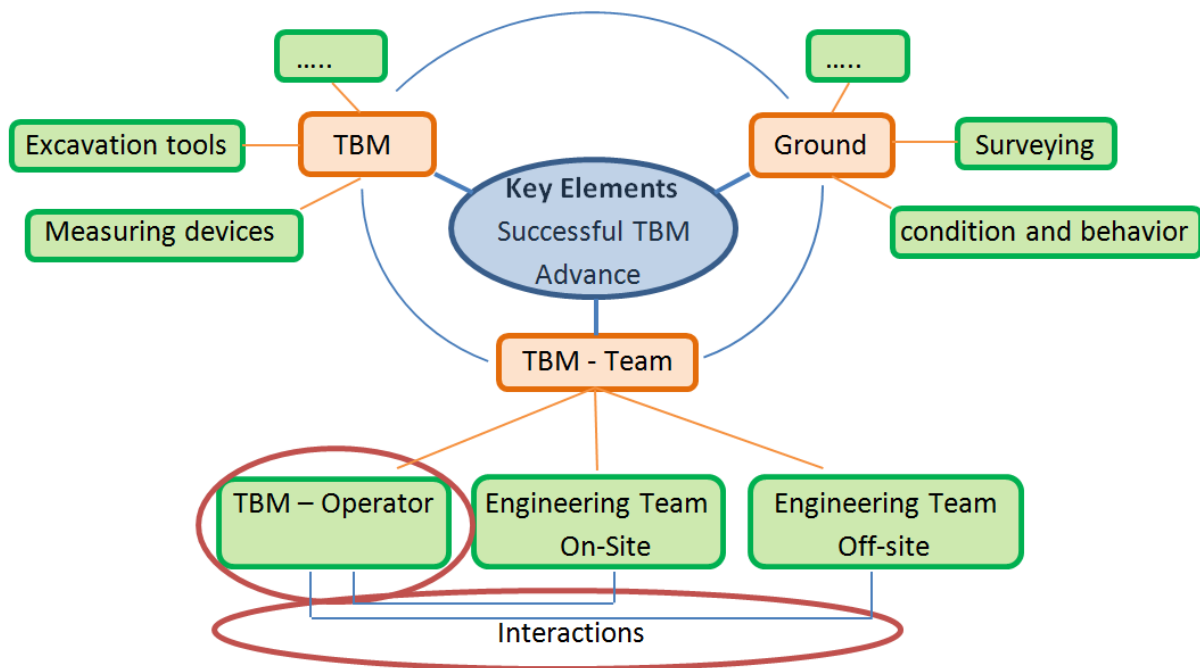 …..
…..
Excavation tools
TBM
Ground
Surveying
Key Elements
Measuring devices
Successful TBM
condition and behavior
Advance
TBM - Team
TBM – Operator
Engineering Team
On-Site
Engineering Team
Off-site
Interactions